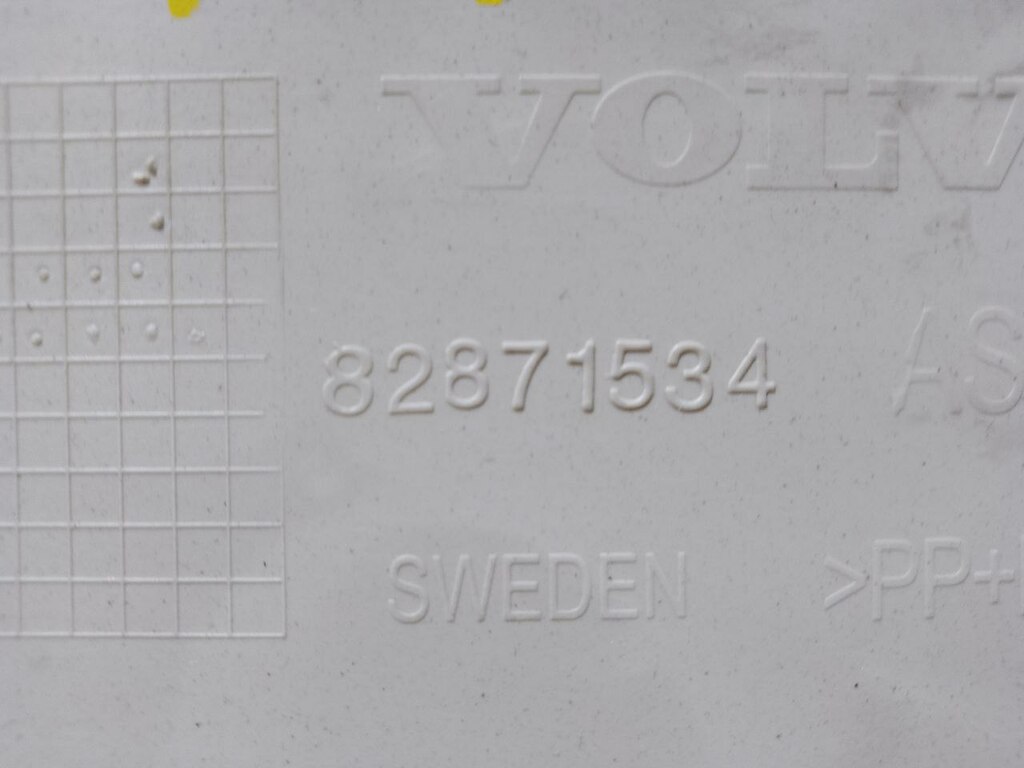 VOLV
82871534
AS
SWEDEN
>PP+